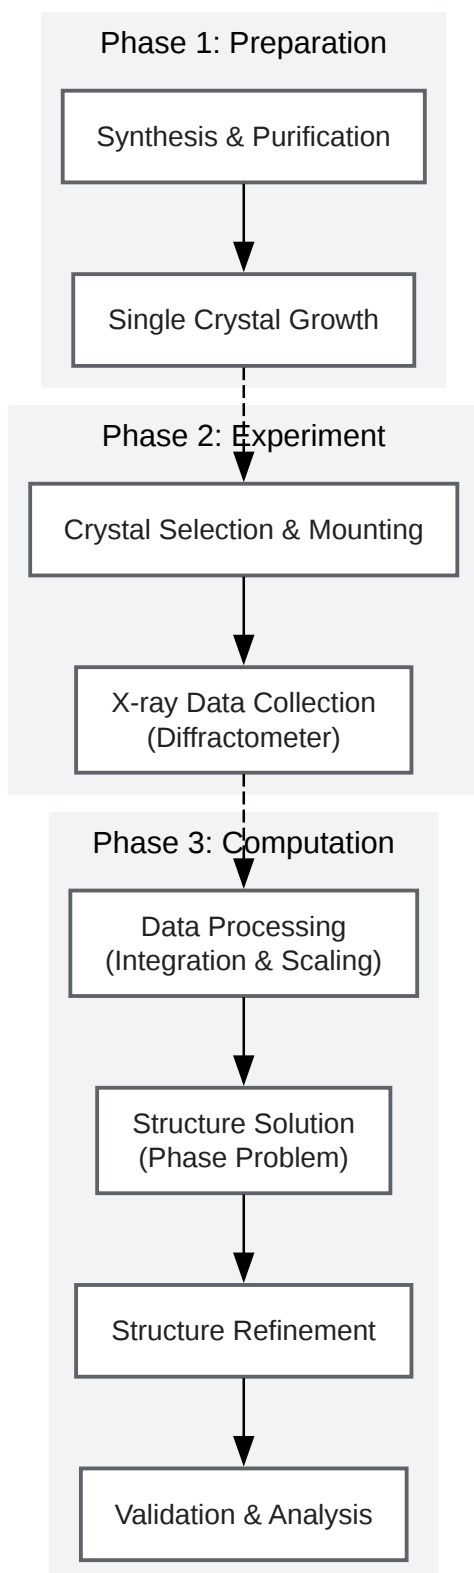 Phase 1: Preparation
Synthesis & Purification
Single Crystal Growth
Phase 2: Experiment
Crystal Selection & Mounting
X-ray Data Collection
(Diffractometer)
Phase 3: Computation
Data Processing
(Integration & Scaling)
Structure Solution
(Phase Problem)
Structure Refinement
Validation & Analysis